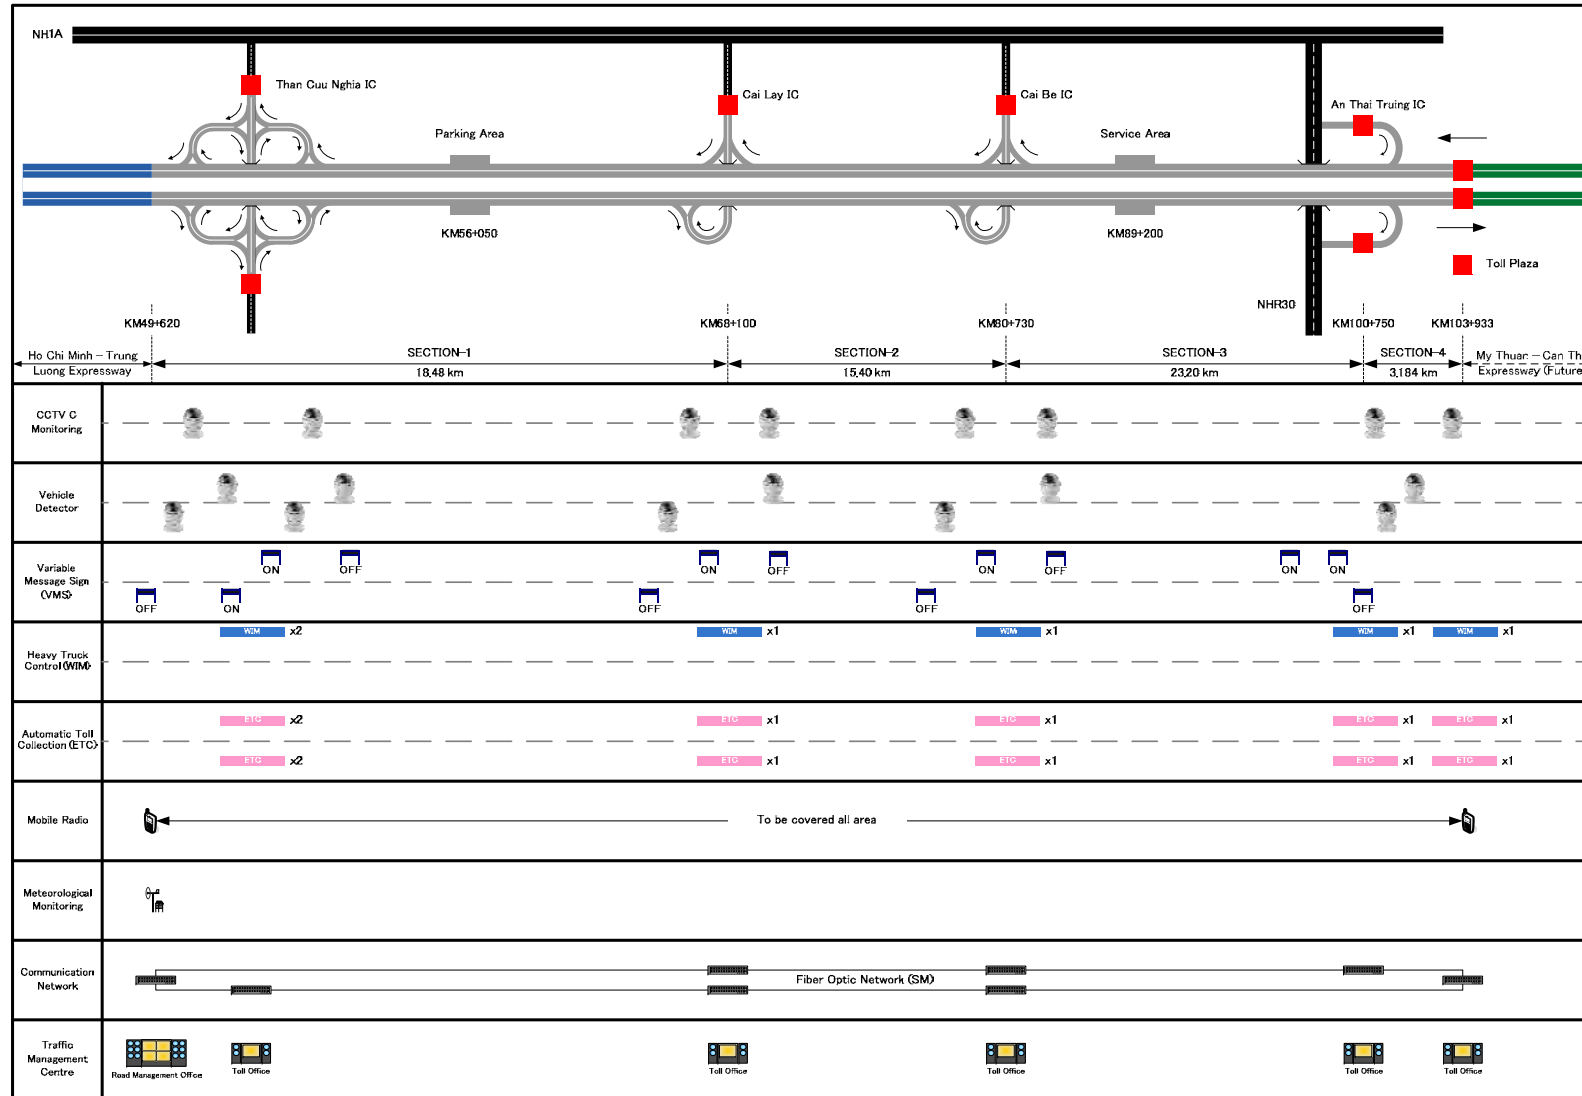 NH1A
Than Cuu Nghia IC
Cai Lay IC
Cai Be IC
An Thai Truing IC
Parking Area
Service Area
KM56+050
KM89+200
Toll Plaza
NHR30
KM49+620
KM68+100
KM80+730
KM100+750
KM103+933
Ho Chi Minh – Trung
Luong Expressway
SECTION-1
18.48 km
SECTION-2
15.40 km
SECTION-3
23.20 km
SECTION-4
3.184 km
My Thuan – Can Th
Expressway (Future
CCTV C
Monitoring
Vehicle
Detector
Variable
Message Sign
(VMS)
ON
OFF
ON
OFF
ON
OFF
ON
ON
OFF
ON
OFF
OFF
OFF
Heavy Truck
Control (WIM)
WIM x2
WIM x1
WIM x1
WIM x1
WIM x1
Automatic Toll
Collection (ETC)
ETC x2
ETC x1
ETC x1
ETC x1
ETC x1
ETC x2
ETC x1
ETC x1
ETC x1
ETC x1
Mobile Radio
To be covered all area
Meteorological
Monitoring
Communication
Network
Fiber Optic Network (SM)
Traffic
Management
Centre
Road Management Office
Toll Office
Toll Office
Toll Office
Toll Office
Toll Office